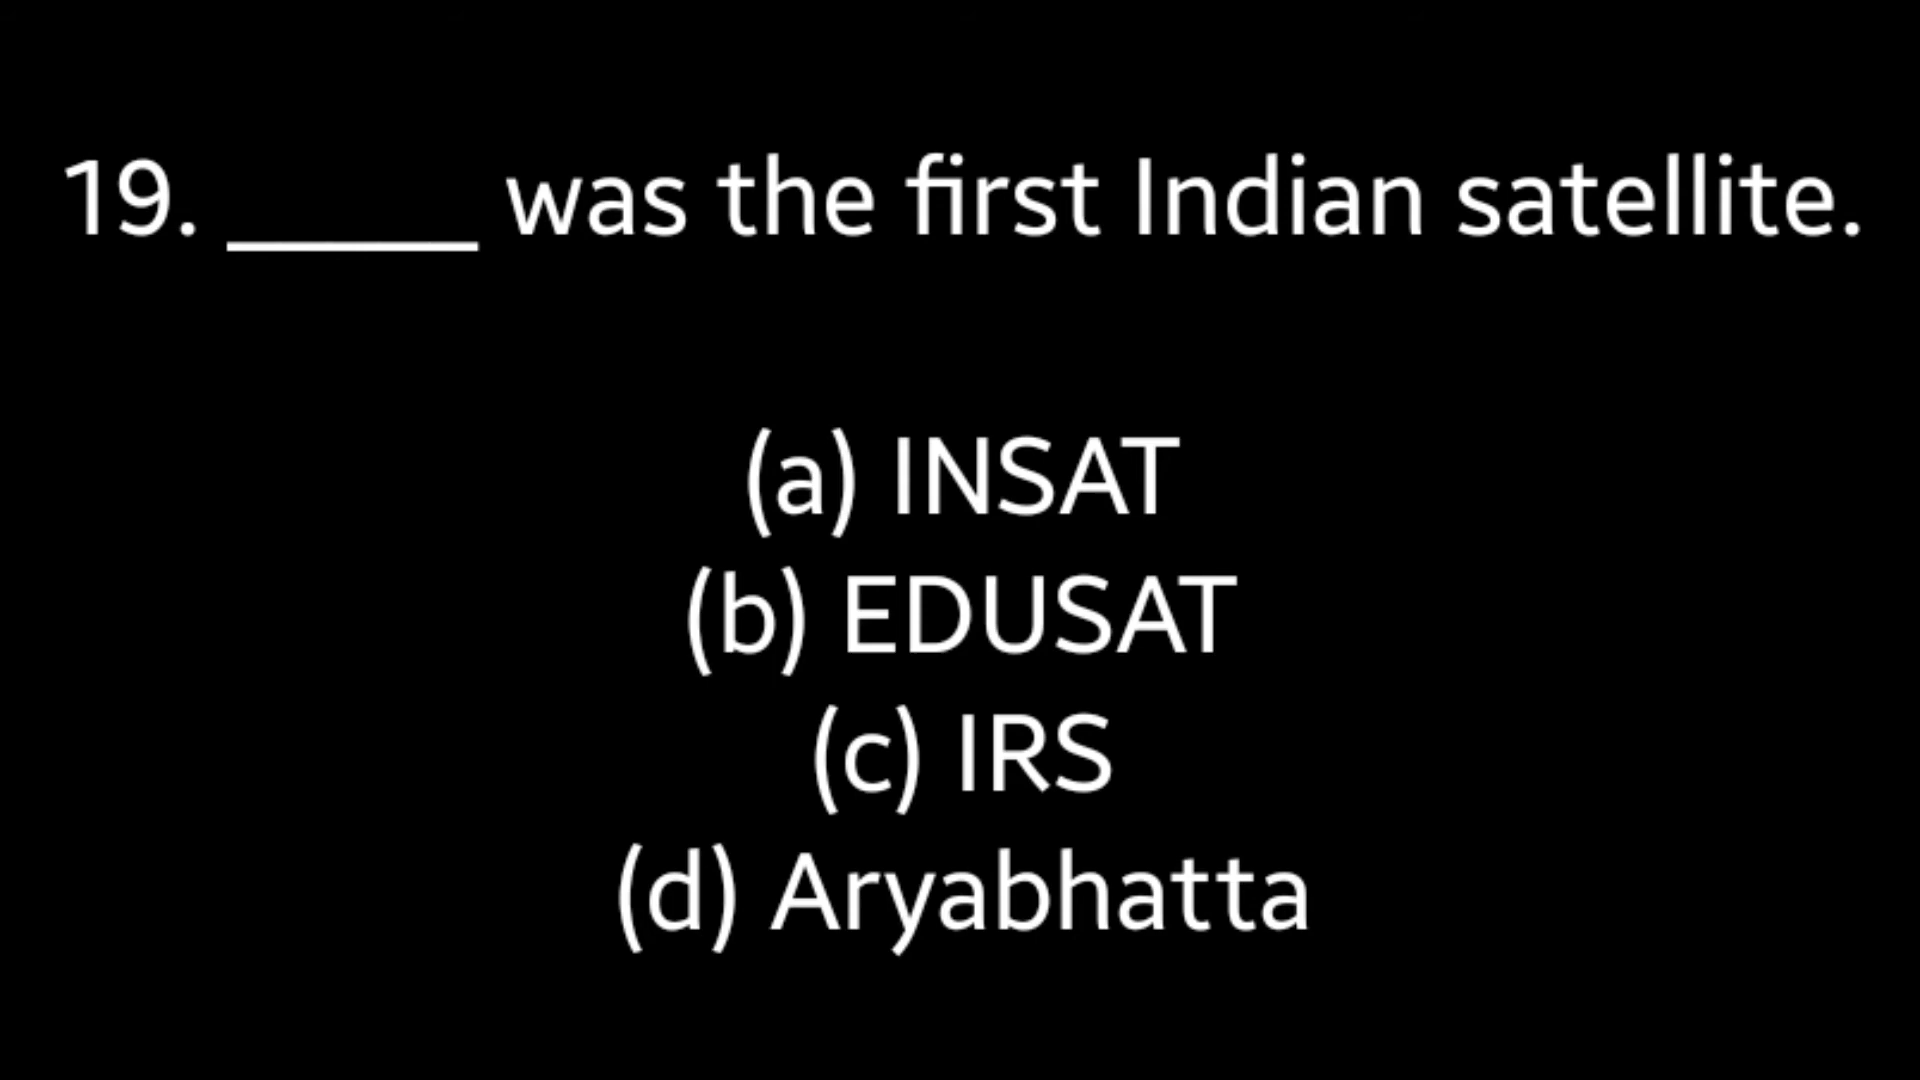 19. _____ was the first Indian satellite.
(a) INSAT
(b) EDUSAT
(c) IRS
(d) Aryabhatta